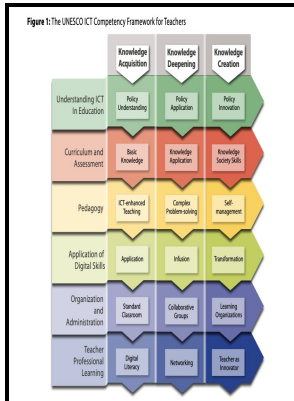 Figure 1: The UNESCO ICT Competency Framework for Teachers
Knowledge
Acquisition
Knowledge
Deepening
Knowledge
Creation
Understanding ICT
In Education
Policy
Understanding
Policy
Application
Policy
Innovation
Curriculum and
Assessment
Basic
Knowledge
Knowledge
Application
Knowledge
Society Skills
Pedagogy
ICT-enhanced
Teaching
Complex
Problem-solving
Self-
management
Application of
Digital Skills
Application
Infusion
Transformation
Organization
and
Administration
Standard
Classroom
Collaborative
Groups
Learning
Organizations
Teacher
Professional
Learning
Digital
Literacy
Networking
Teacher as
Innovator